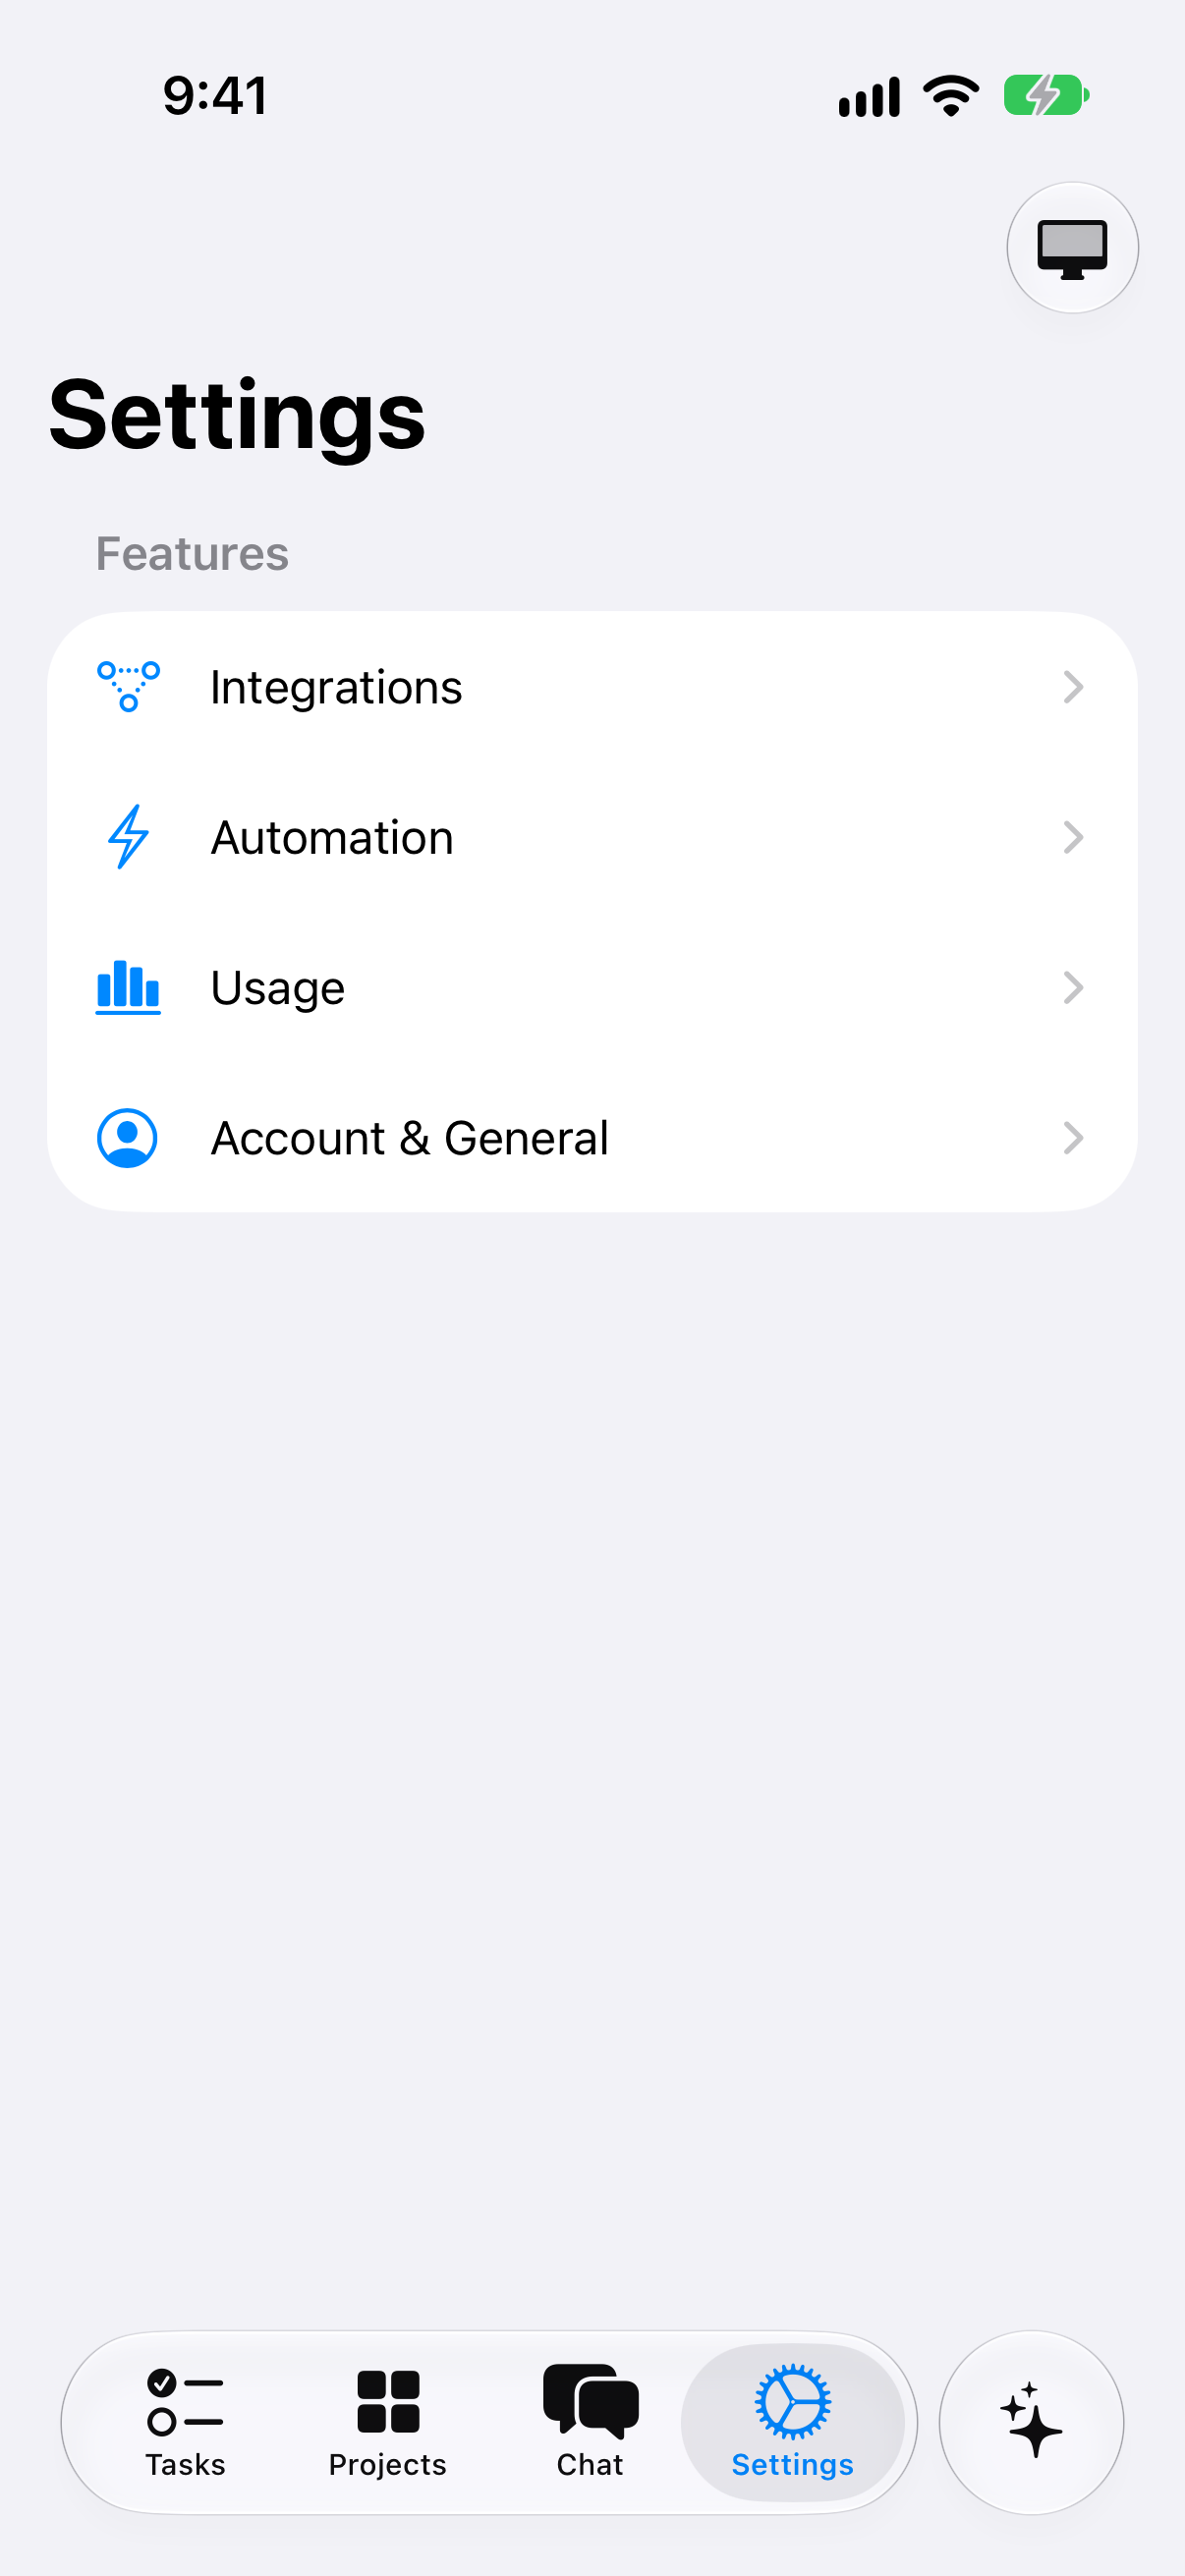 9:41
Settings
Features
Integrations
Automation
Usage
Account & General
Tasks
Projects
Chat
Settings